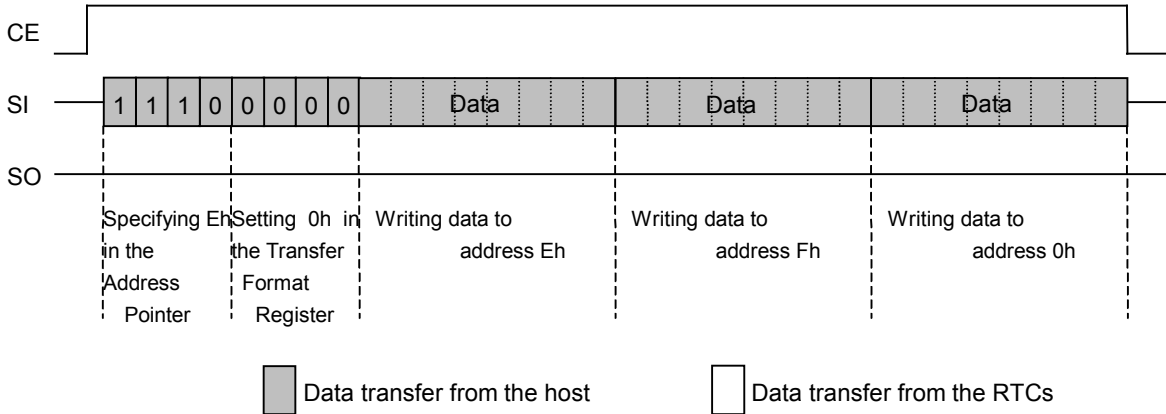 CE
SI 1 1 1 0 0 0 0 0 Data Data Data
SO
Specifying Eh Setting 0h in Writing data to Writing data to Writing data to
in the the Transfer address Eh address Fh address 0h
Address Format
Pointer Register
Data transfer from the host Data transfer from the RTCs